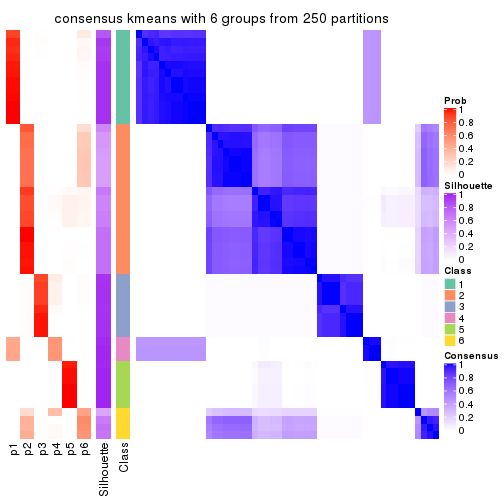 consensus kmeans with 6 groups from 250 partitions
Prob
1
0.8
0.6
0.4
0.2
0
Silhouette
1
0.8
0.6
0.4
0.2
0
Class
1
2
3
4
5
6
Consensus
1
0.8
0.6
0.4
0.2
0
p1
p2
p3
p4
p5
p6
Silhouette
Class